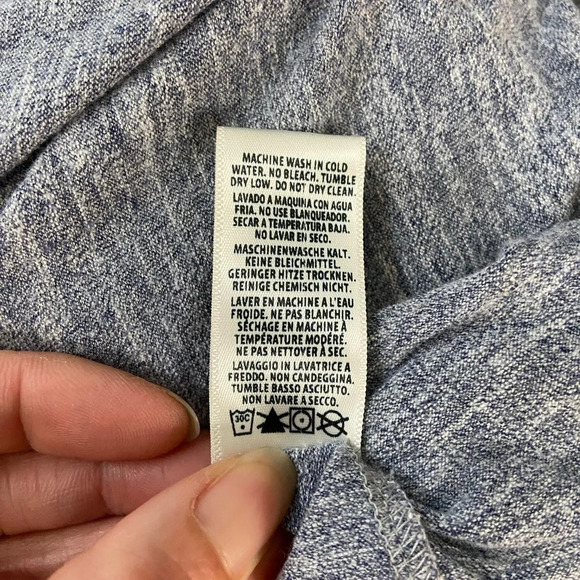 MACHINE WASH IN COLD
WATER. NO BLEACH. TUMBLE
DRY LOW. DO NOT DRY CLEAN.
LAVADO A MAQUINA CON AGUA
FRIA. NO USE BLANQUEADOR.
SECAR A TEMPERATURA BAJA.
NO LAVAR EN SECO.
MASCHINENWASCHE KALT.
KEINE BLEICHMITTEL.
GERINGER HITZE TROCKNEN.
REINIGE CHEMISCH NICHT.
LAVER EN MACHINE A L'EAU
FROIDE. NE PAS BLANCHIR.
SÉCHAGE EN MACHINE À
TEMPÉRATURE MODÉRÉ.
NE PAS NETTOVER À SEC.
LAVAGGIO IN LAVATRICE A
FREDDO. NON CANDEGGINA.
TUMBLE BASSO ASCIUTTO.
NON LAVARE A SECCO.
30C